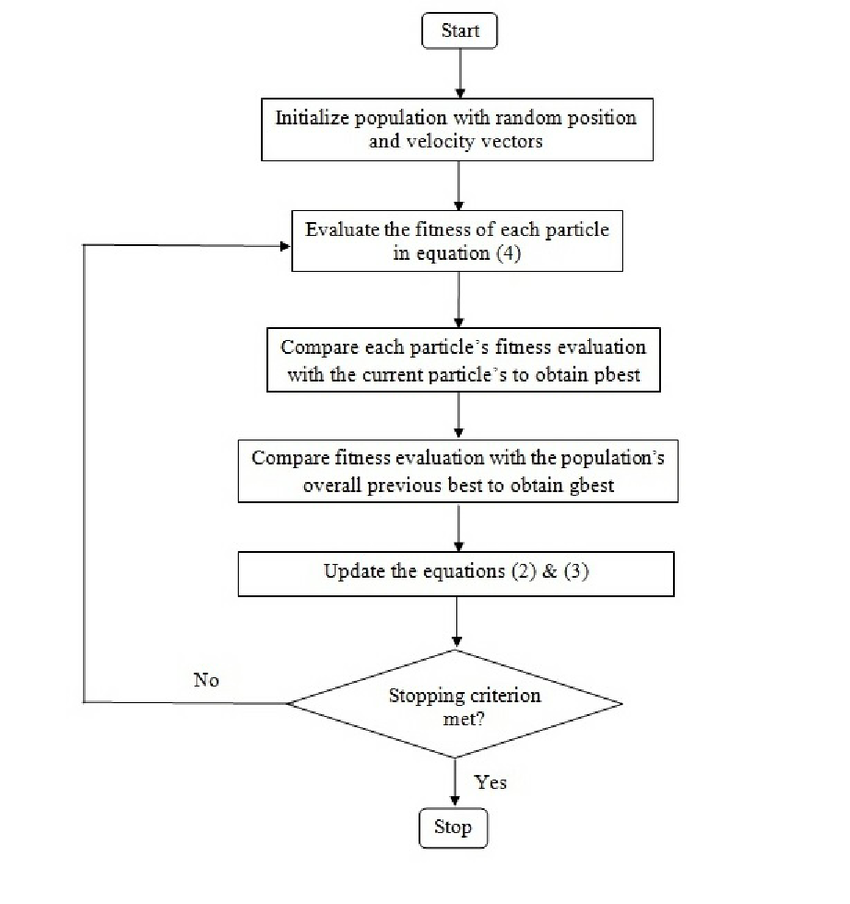 Start
Initialize population with random position
and velocity vectors
Evaluate the fitness of each particle
in equation (4)
Compare each particle's fitness evaluation
with the current particle's to obtain pbest
Compare fitness evaluation with the population's
overall previous best to obtain gbest
Update the equations (2) & (3)
Stopping criterion
met?
No
Yes
Stop